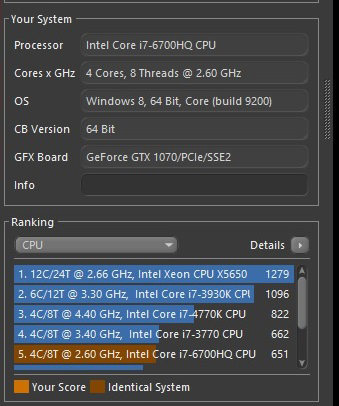 Your System
Processor Intel Core i7-6700HQ CPU
Cores x GHz 4 Cores, 8 Threads @ 2.60 GHz
OS Windows 8, 64 Bit, Core (build 9200)
CB Version 64 Bit
GFX Board GeForce GTX 1070/PCIe/SSE2
Info
Ranking
CPU Details
1. 12C/24T @ 2.66 GHz, Intel Xeon CPU X5650 1279
2. 6C/12T @ 3.30 GHz, Intel Core i7-3930K CPU 1096
3. 4C/8T @ 4.40 GHz, Intel Core i7-4770K CPU 822
4. 4C/8T @ 3.40 GHz, Intel Core i7-3770 CPU 662
5. 4C/8T @ 2.60 GHz, Intel Core i7-6700HQ CPU 651
Your Score Identical System